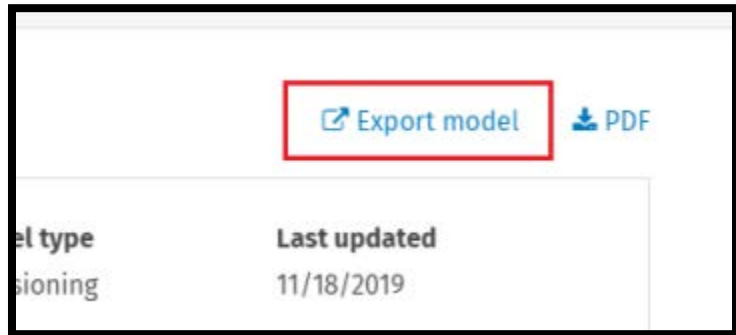 Export model PDF
el type Last updated
sioning 11/18/2019